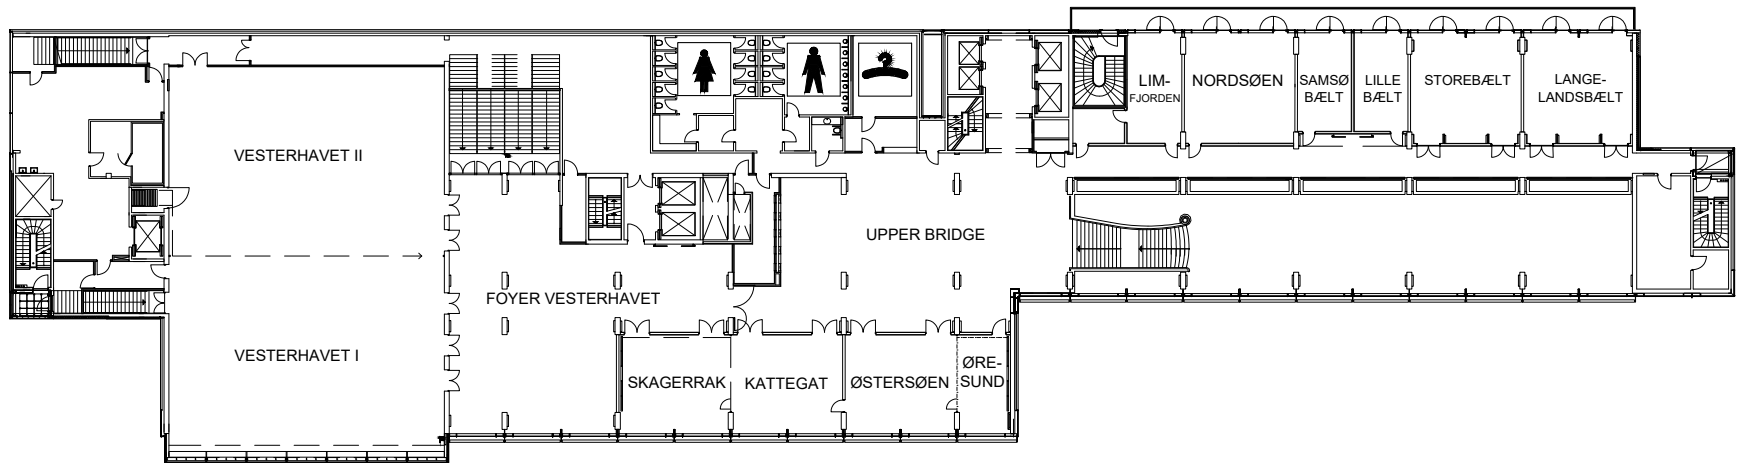 LIM-
FJORDEN
NORDSØEN
SAMSØ
BÆLT
LILLE
BÆLT
STOREBÆLT
LANGE-
LANDSBÆLT
VESTERHAVET II
UPPER BRIDGE
FOYER VESTERHAVET
VESTERHAVET I
SKAGERRAK
KATTEGAT
ØSTERSØEN
ØRE-
SUND